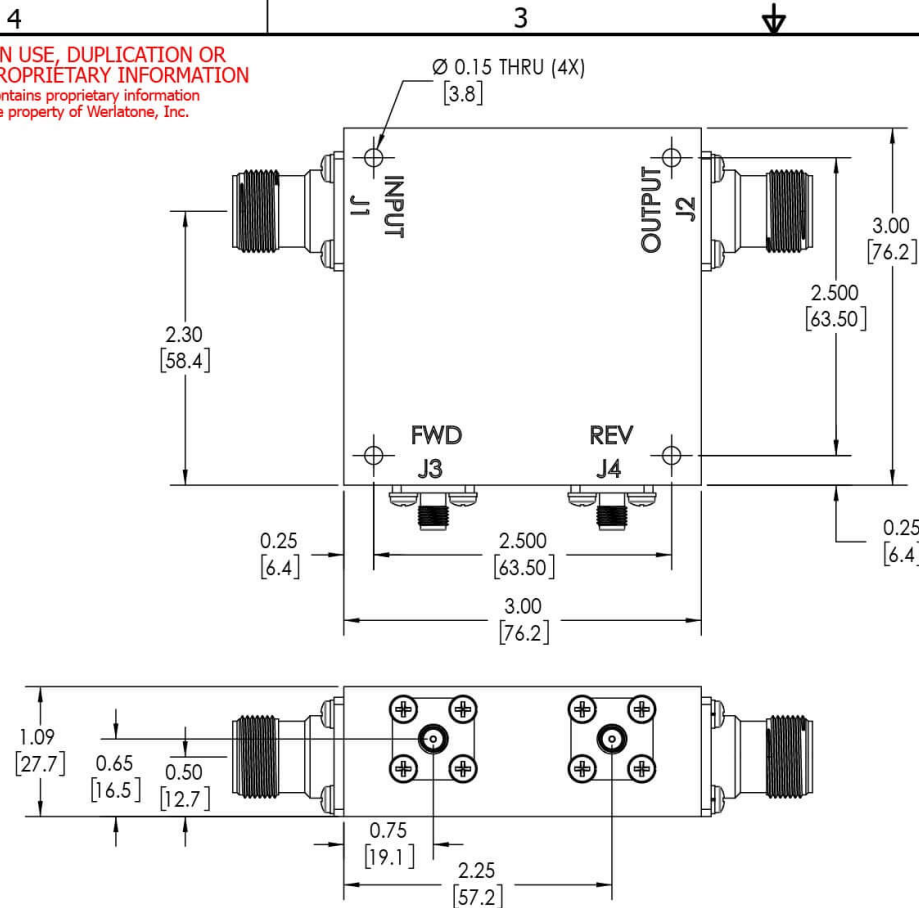 4
3
N USE, DUPLICATION OR
ROPRIETARY INFORMATION
ontains proprietary information
e property of Werlatone, Inc.
Ø 0.15 THRU (4X)
[3.8]
INPUT
J1
OUTPUT
J2
3.00
[76.2]
2.500
[63.50]
2.30
[58.4]
FWD
J3
REV
J4
0.25
[6.4]
2.500
[63.50]
0.25
[6.4]
3.00
[76.2]
1.09
[27.7]
0.65
[16.5]
0.50
[12.7]
0.75
[19.1]
2.25
[57.2]